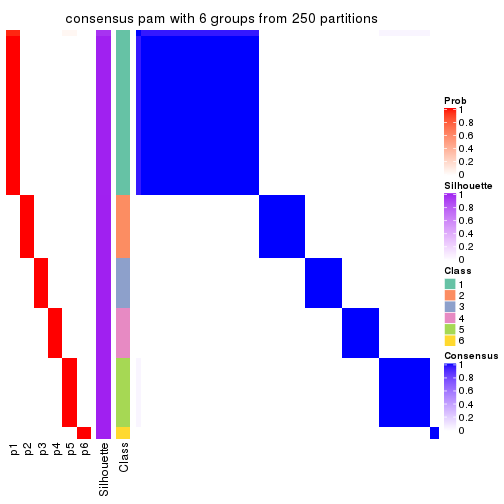 consensus pam with 6 groups from 250 partitions
Prob
1
0.8
0.6
0.4
0.2
0
Silhouette
1
0.8
0.6
0.4
0.2
0
Class
1
2
3
4
5
6
Consensus
1
0.8
0.6
0.4
0.2
0
p1
p2
p3
p4
p5
p6
Silhouette
Class